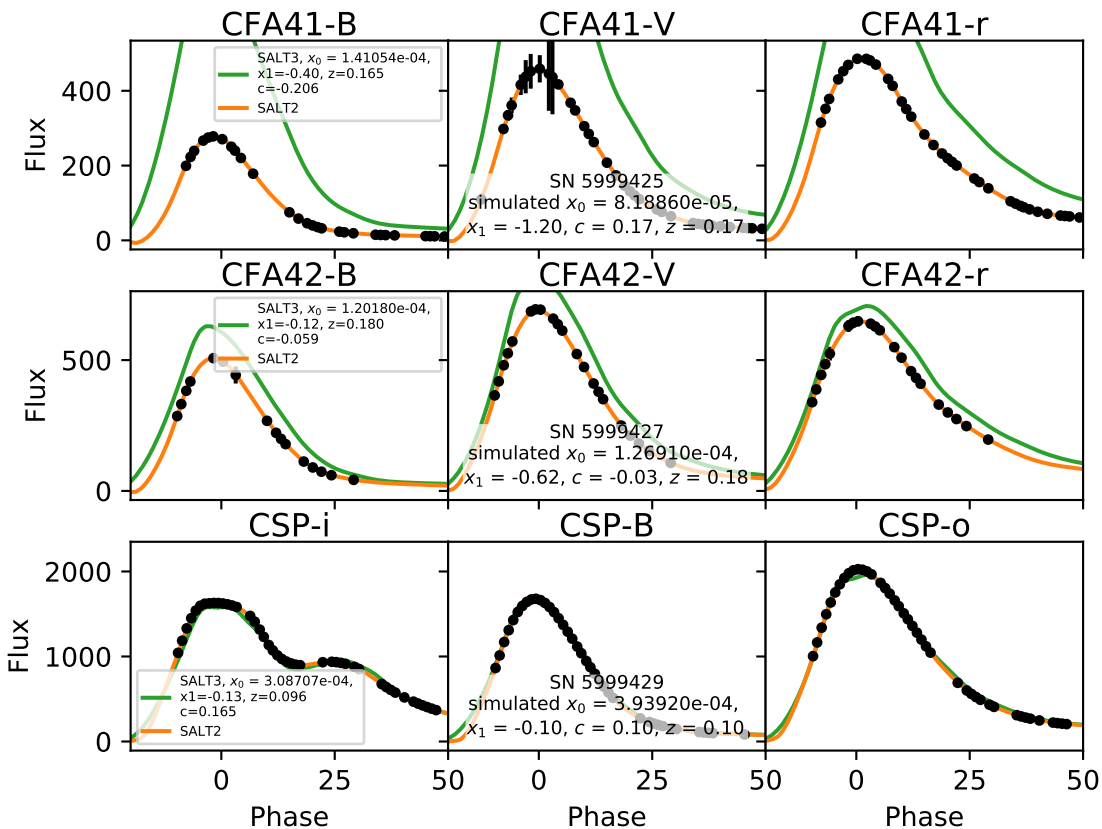 CFA41-B
CFA41-V
CFA41-r
Flux
400
200
0
SALT3, x₀ = 1.41054e-04,
x1=-0.40, z=0.165
c=-0.206
SALT2
SN 5999425
simulated x₀ = 8.18860e-05,
x₁ = -1.20, c = 0.17, z = 0.17
CFA42-B
CFA42-V
CFA42-r
Flux
500
0
SALT3, x₀ = 1.20180e-04,
x1=-0.12, z=0.180
c=-0.059
SALT2
SN 5999427
simulated x₀ = 1.26910e-04,
x₁ = -0.62, c = -0.03, z = 0.18
CSP-i
CSP-B
CSP-o
Flux
2000
1000
0
SALT3, x₀ = 3.08707e-04,
x1=-0.13, z=0.096
c=0.165
SALT2
SN 5999429
simulated x₀ = 3.93920e-04,
x₁ = -0.10, c = 0.10, z = 0.10
0 25 50 0 25 50 0 25 50
Phase Phase Phase